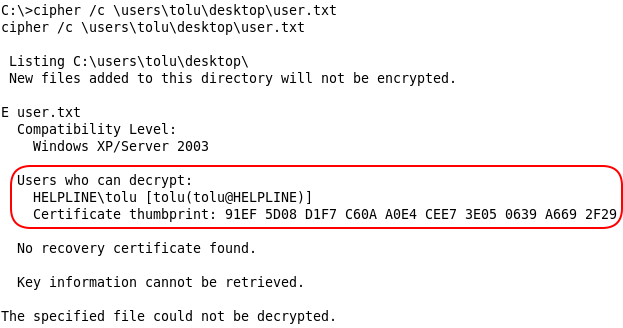 C:\>cipher /c \users\tolu\desktop\user.txt
cipher /c \users\tolu\desktop\user.txt
Listing C:\users\tolu\desktop\
New files added to this directory will not be encrypted.
E user.txt
Compatibility Level:
Windows XP/Server 2003
Users who can decrypt:
HELPLINE\tolu [tolu(tolu@HELPLINE)]
Certificate thumbprint: 91EF 5D08 D1F7 C60A A0E4 CEE7 3E05 0639 A669 2F29
No recovery certificate found.
Key information cannot be retrieved.
The specified file could not be decrypted.